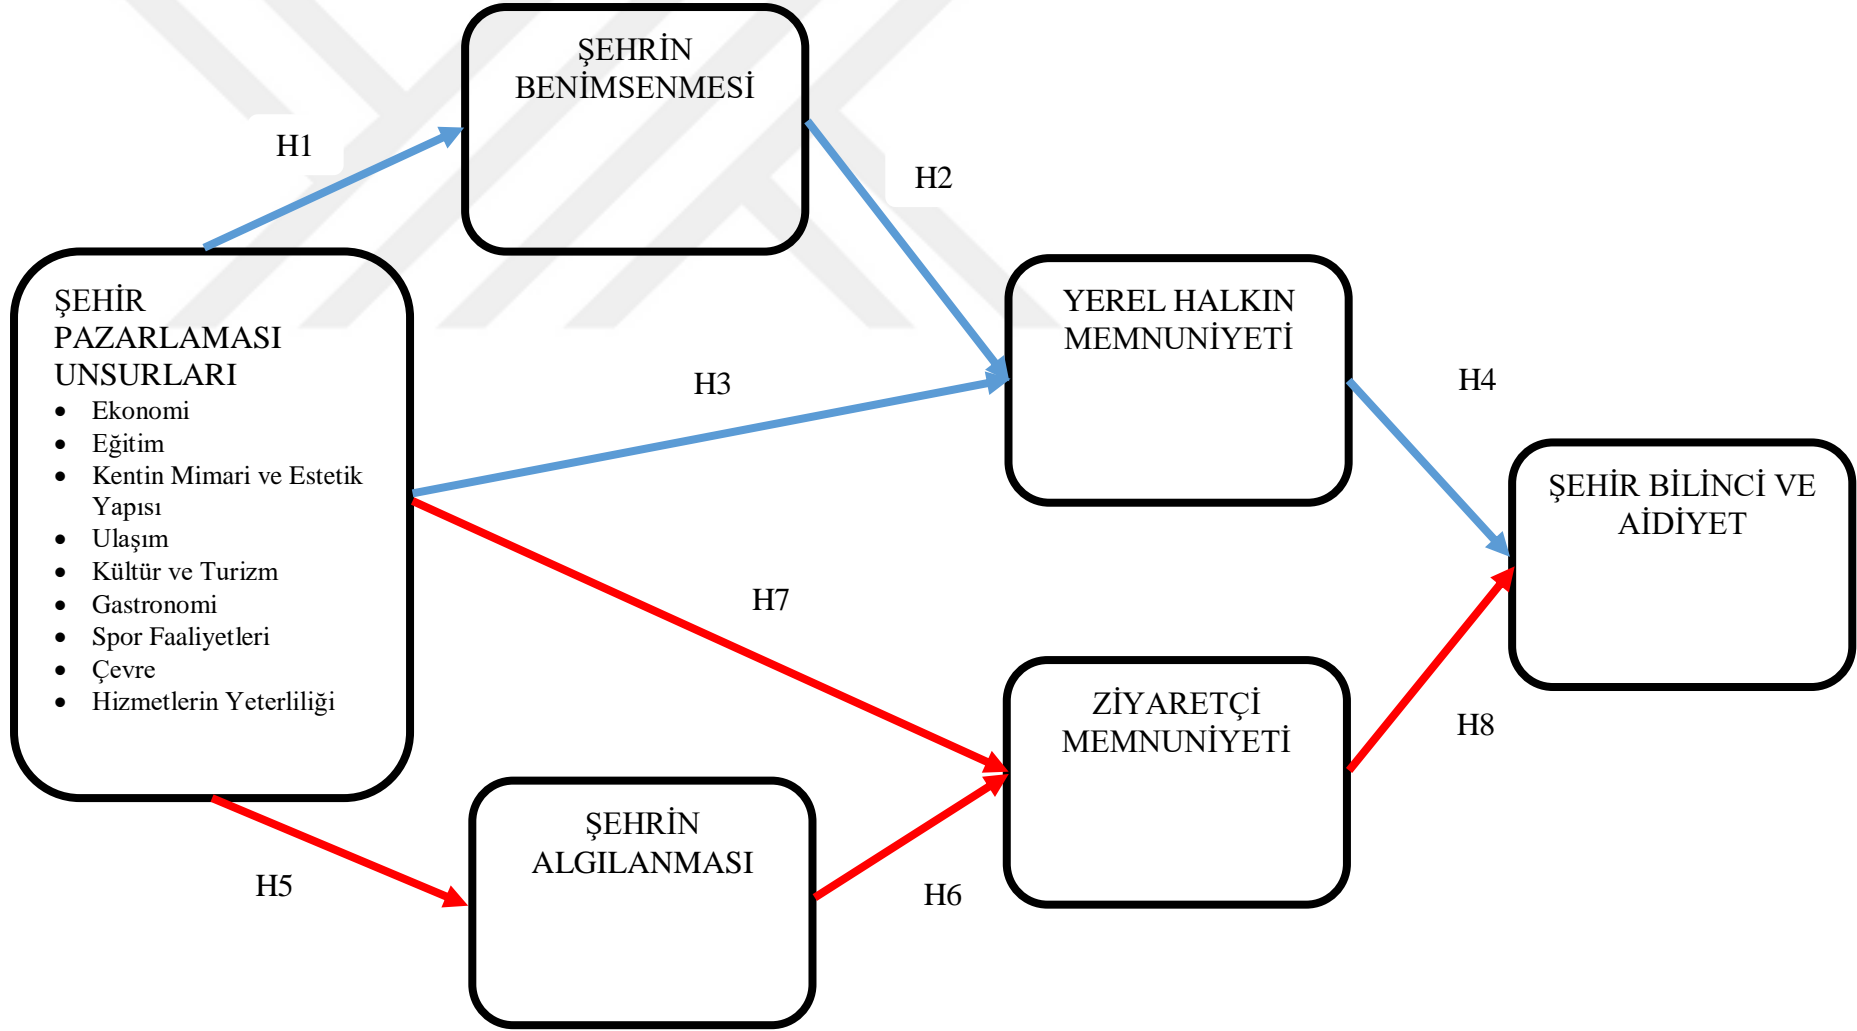 ŞEHRİN
BENİMSENMESİ
H1
H2
ŞEHİR
PAZARLAMASI
UNSURLARI
• Ekonomi
• Eğitim
• Kentin Mimari ve Estetik
Yapısı
• Ulaşım
• Kültür ve Turizm
• Gastronomi
• Spor Faaliyetleri
• Çevre
• Hizmetlerin Yeterliliği
YEREL HALKIN
MEMNUNİYETİ
H3
H4
ŞEHİR BİLİNCİ VE
AİDİYET
H7
ZİYARETÇİ
MEMNUNİYETİ
H8
ŞEHRİN
ALGILANMASI
H5
H6